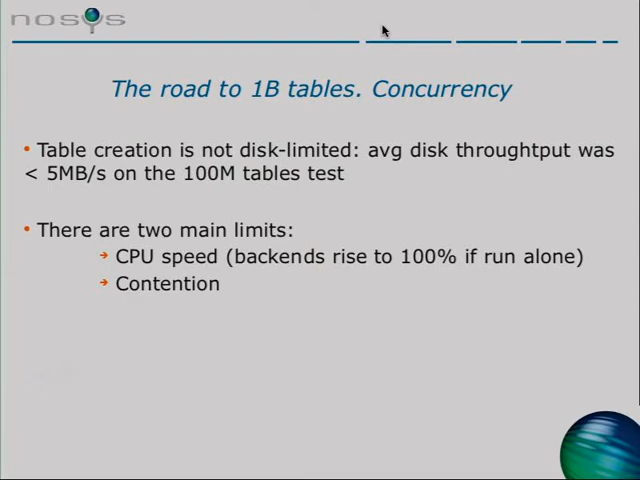 nosys
The road to 1B tables. Concurrency
• Table creation is not disk-limited: avg disk throughtput was
< 5MB/s on the 100M tables test
• There are two main limits:
➔ CPU speed (backends rise to 100% if run alone)
➔ Contention